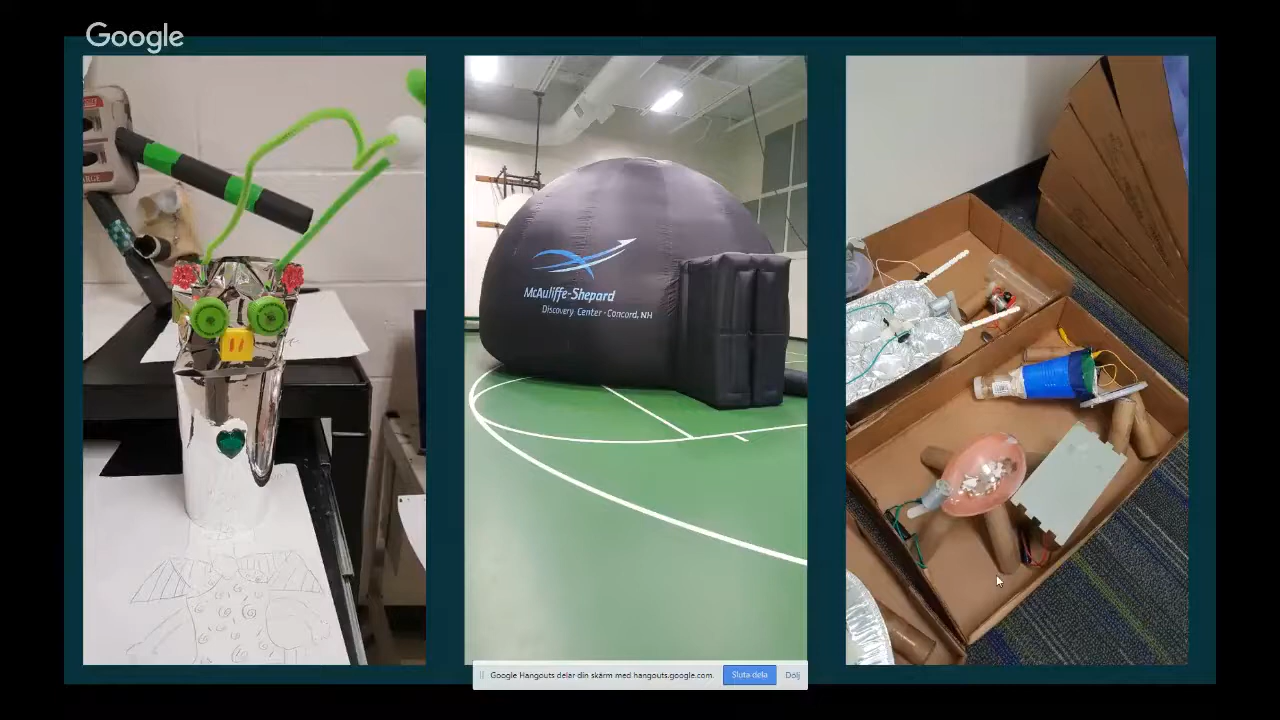 Google
McAuliffe-Shepard
Discovery Center • Concord, NH
Google Hangouts delar din skärm med hangouts.google.com.
Sluta dela
Dölj